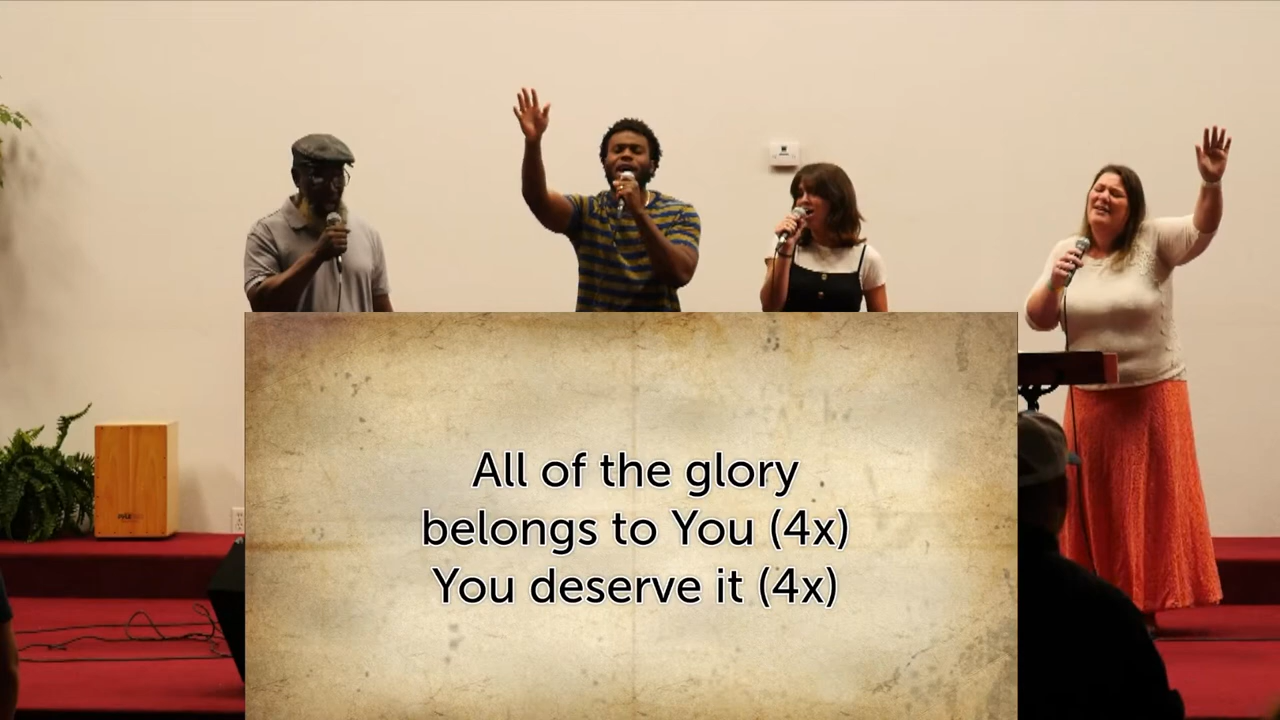 All of the glory
belongs to You (4x)
You deserve it (4x)